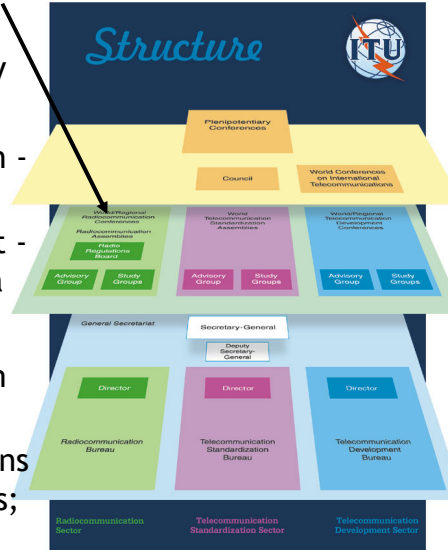 y
n -
t -
n
ns
s;
Structure
ITU
Plenipotentiary
Conferences
Council
World Conferences
on International
Telecommunications
World/Regional
Radiocommunication
Conferences
Radiocommunication
Assemblies
Radio
Regulations
Board
Advisory
Group
Study
Groups
World
Telecommunication
Standardization
Assemblies
Advisory
Group
Study
Groups
World/Regional
Telecommunication
Development
Conferences
Advisory
Group
Study
Groups
General Secretariat
Secretary-General
Deputy
Secretary-
General
Director
Radiocommunication
Bureau
Director
Telecommunication
Standardization
Bureau
Director
Telecommunication
Development
Bureau
Radiocommunication
Sector
Telecommunication
Standardization Sector
Telecommunication
Development Sector